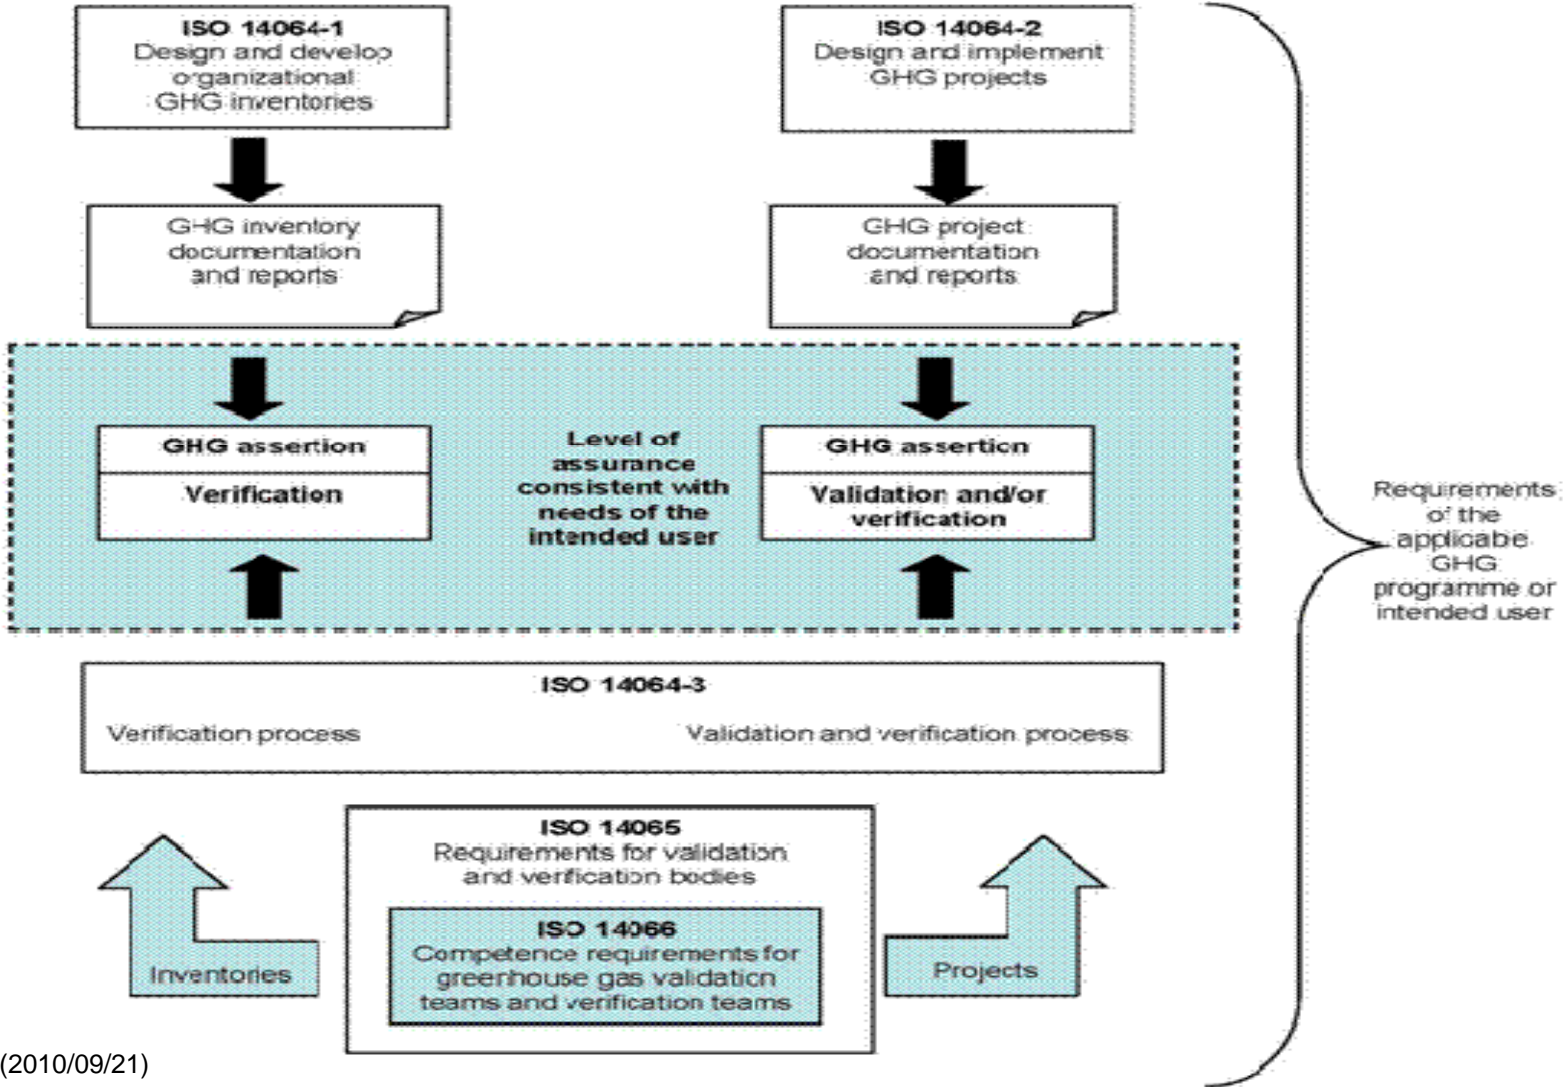 ISO 14064-1
Design and develop
organizational
GHG inventories
ISO 14064-2
Design and implement
GHG projects
GHG inventory
documentation
and reports
GHG project
documentation
and reports
GHG assertion
Verification
Level of
assurance
consistent with
needs of the
intended user
GHG assertion
Validation and/or
verification
Requirements
of the
applicable
GHG
programme or
intended user
ISO 14064-3
Verification process
Validation and verification process
ISO 14065
Requirements for validation
and verification bodies
ISO 14066
Competence requirements for
greenhouse gas validation
teams and verification teams
Inventories
Projects
(2010/09/21)